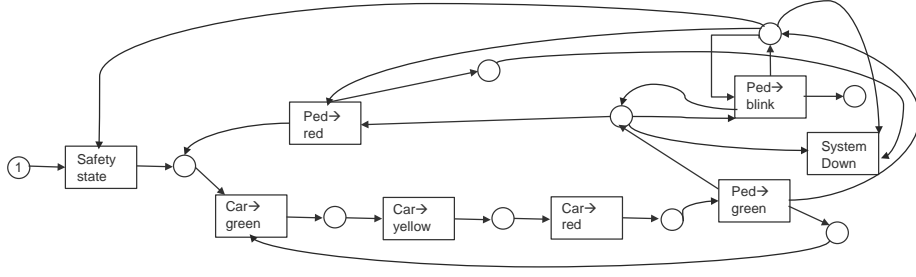 Ped→
blink
Ped→
red
System
Down
1
Safety
state
Ped→
green
Car→
green
Car→
yellow
Car→
red